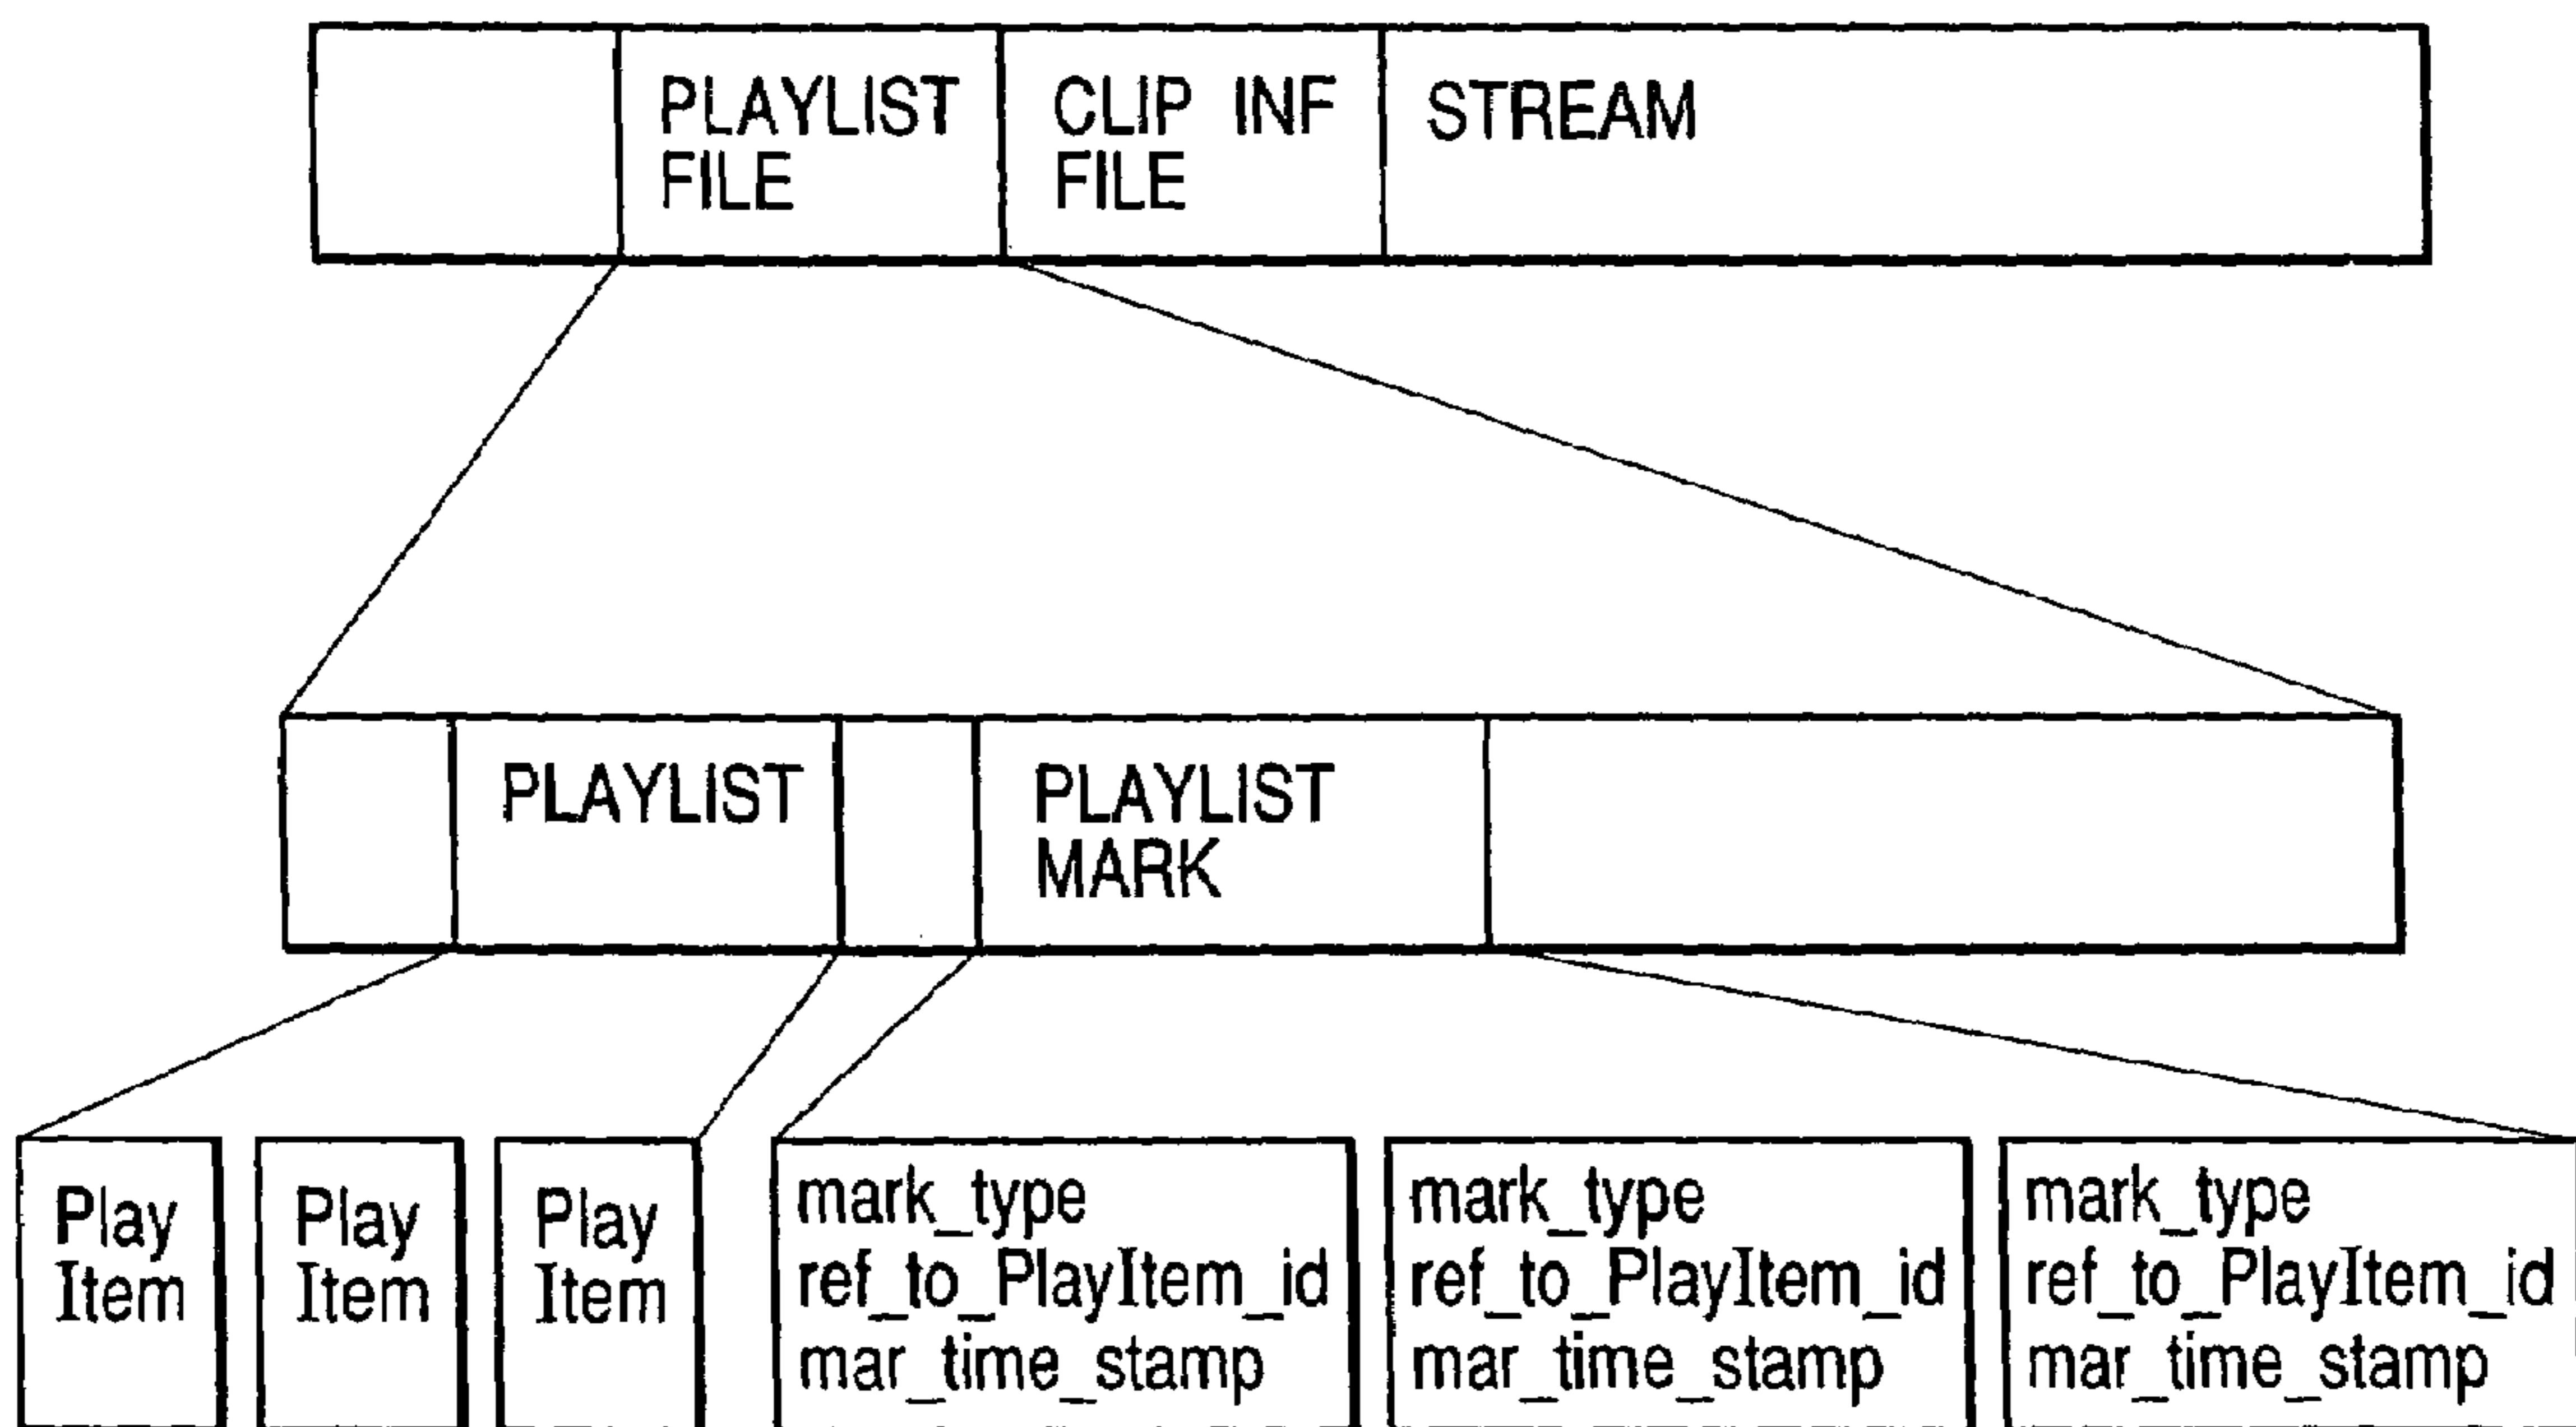 PLAYLIST
FILE
CLIP INF
FILE
STREAM
PLAYLIST
PLAYLIST
MARK
Play
Item
Play
Item
Play
Item
mark_type
ref_to_PlayItem_id
mar_time_stamp
mark_type
ref_to_PlayItem_id
mar_time_stamp
mark_type
ref_to_PlayItem_id
mar_time_stamp